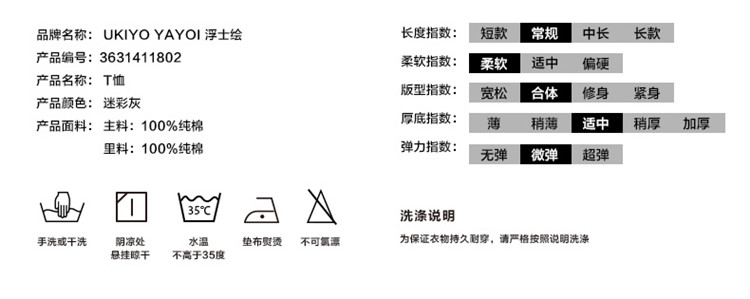 品牌名称: UKIYO YAYOI 浮士绘
产品编号: 3631411802
产品名称: T恤
产品颜色: 迷彩灰
产品面料: 主料: 100%纯棉
里料: 100%纯棉
长度指数: 短款 常规 中长 长款
柔软指数: 柔软 适中 偏硬
版型指数: 宽松 合体 修身 紧身
厚底指数: 薄 稍薄 适中 稍厚 加厚
弹力指数: 无弹 微弹 超弹
35℃
手洗或干洗
阴凉处
悬挂晾干
水温
不高于35度
垫布熨烫
不可氯漂
洗涤说明
为保证衣物持久耐穿，请严格按照说明洗涤